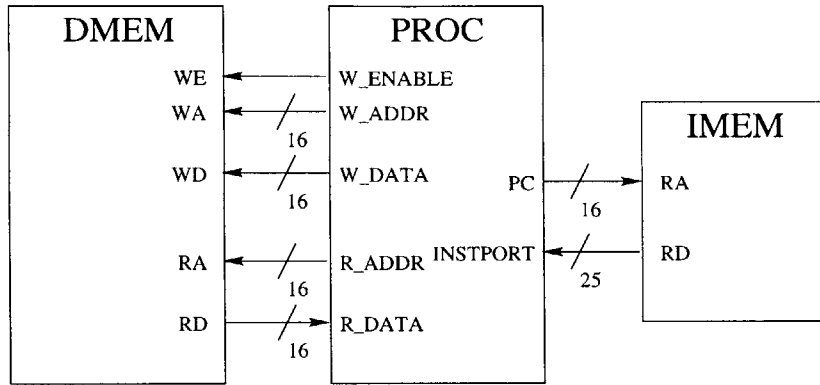 DMEM
WE
WA
WD
RA
RD
16
16
16
16
PROC
W_ENABLE
W_ADDR
W_DATA
R_ADDR
R_DATA
PC
INSTPORT
16
25
IMEM
RA
RD